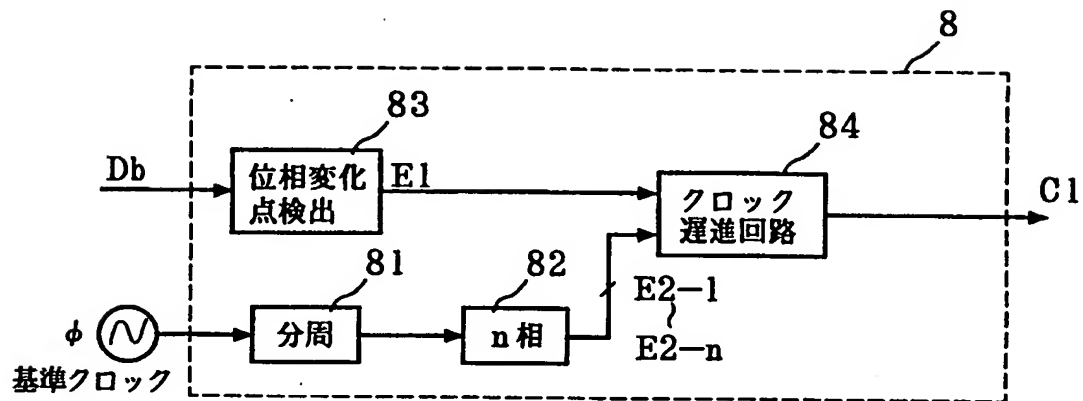 8
83
84
Db
位相変化
点検出
E1
クロック
遅進回路
C1
81
82
E2-1
~
E2-n
φ
分周
n相
基準クロック